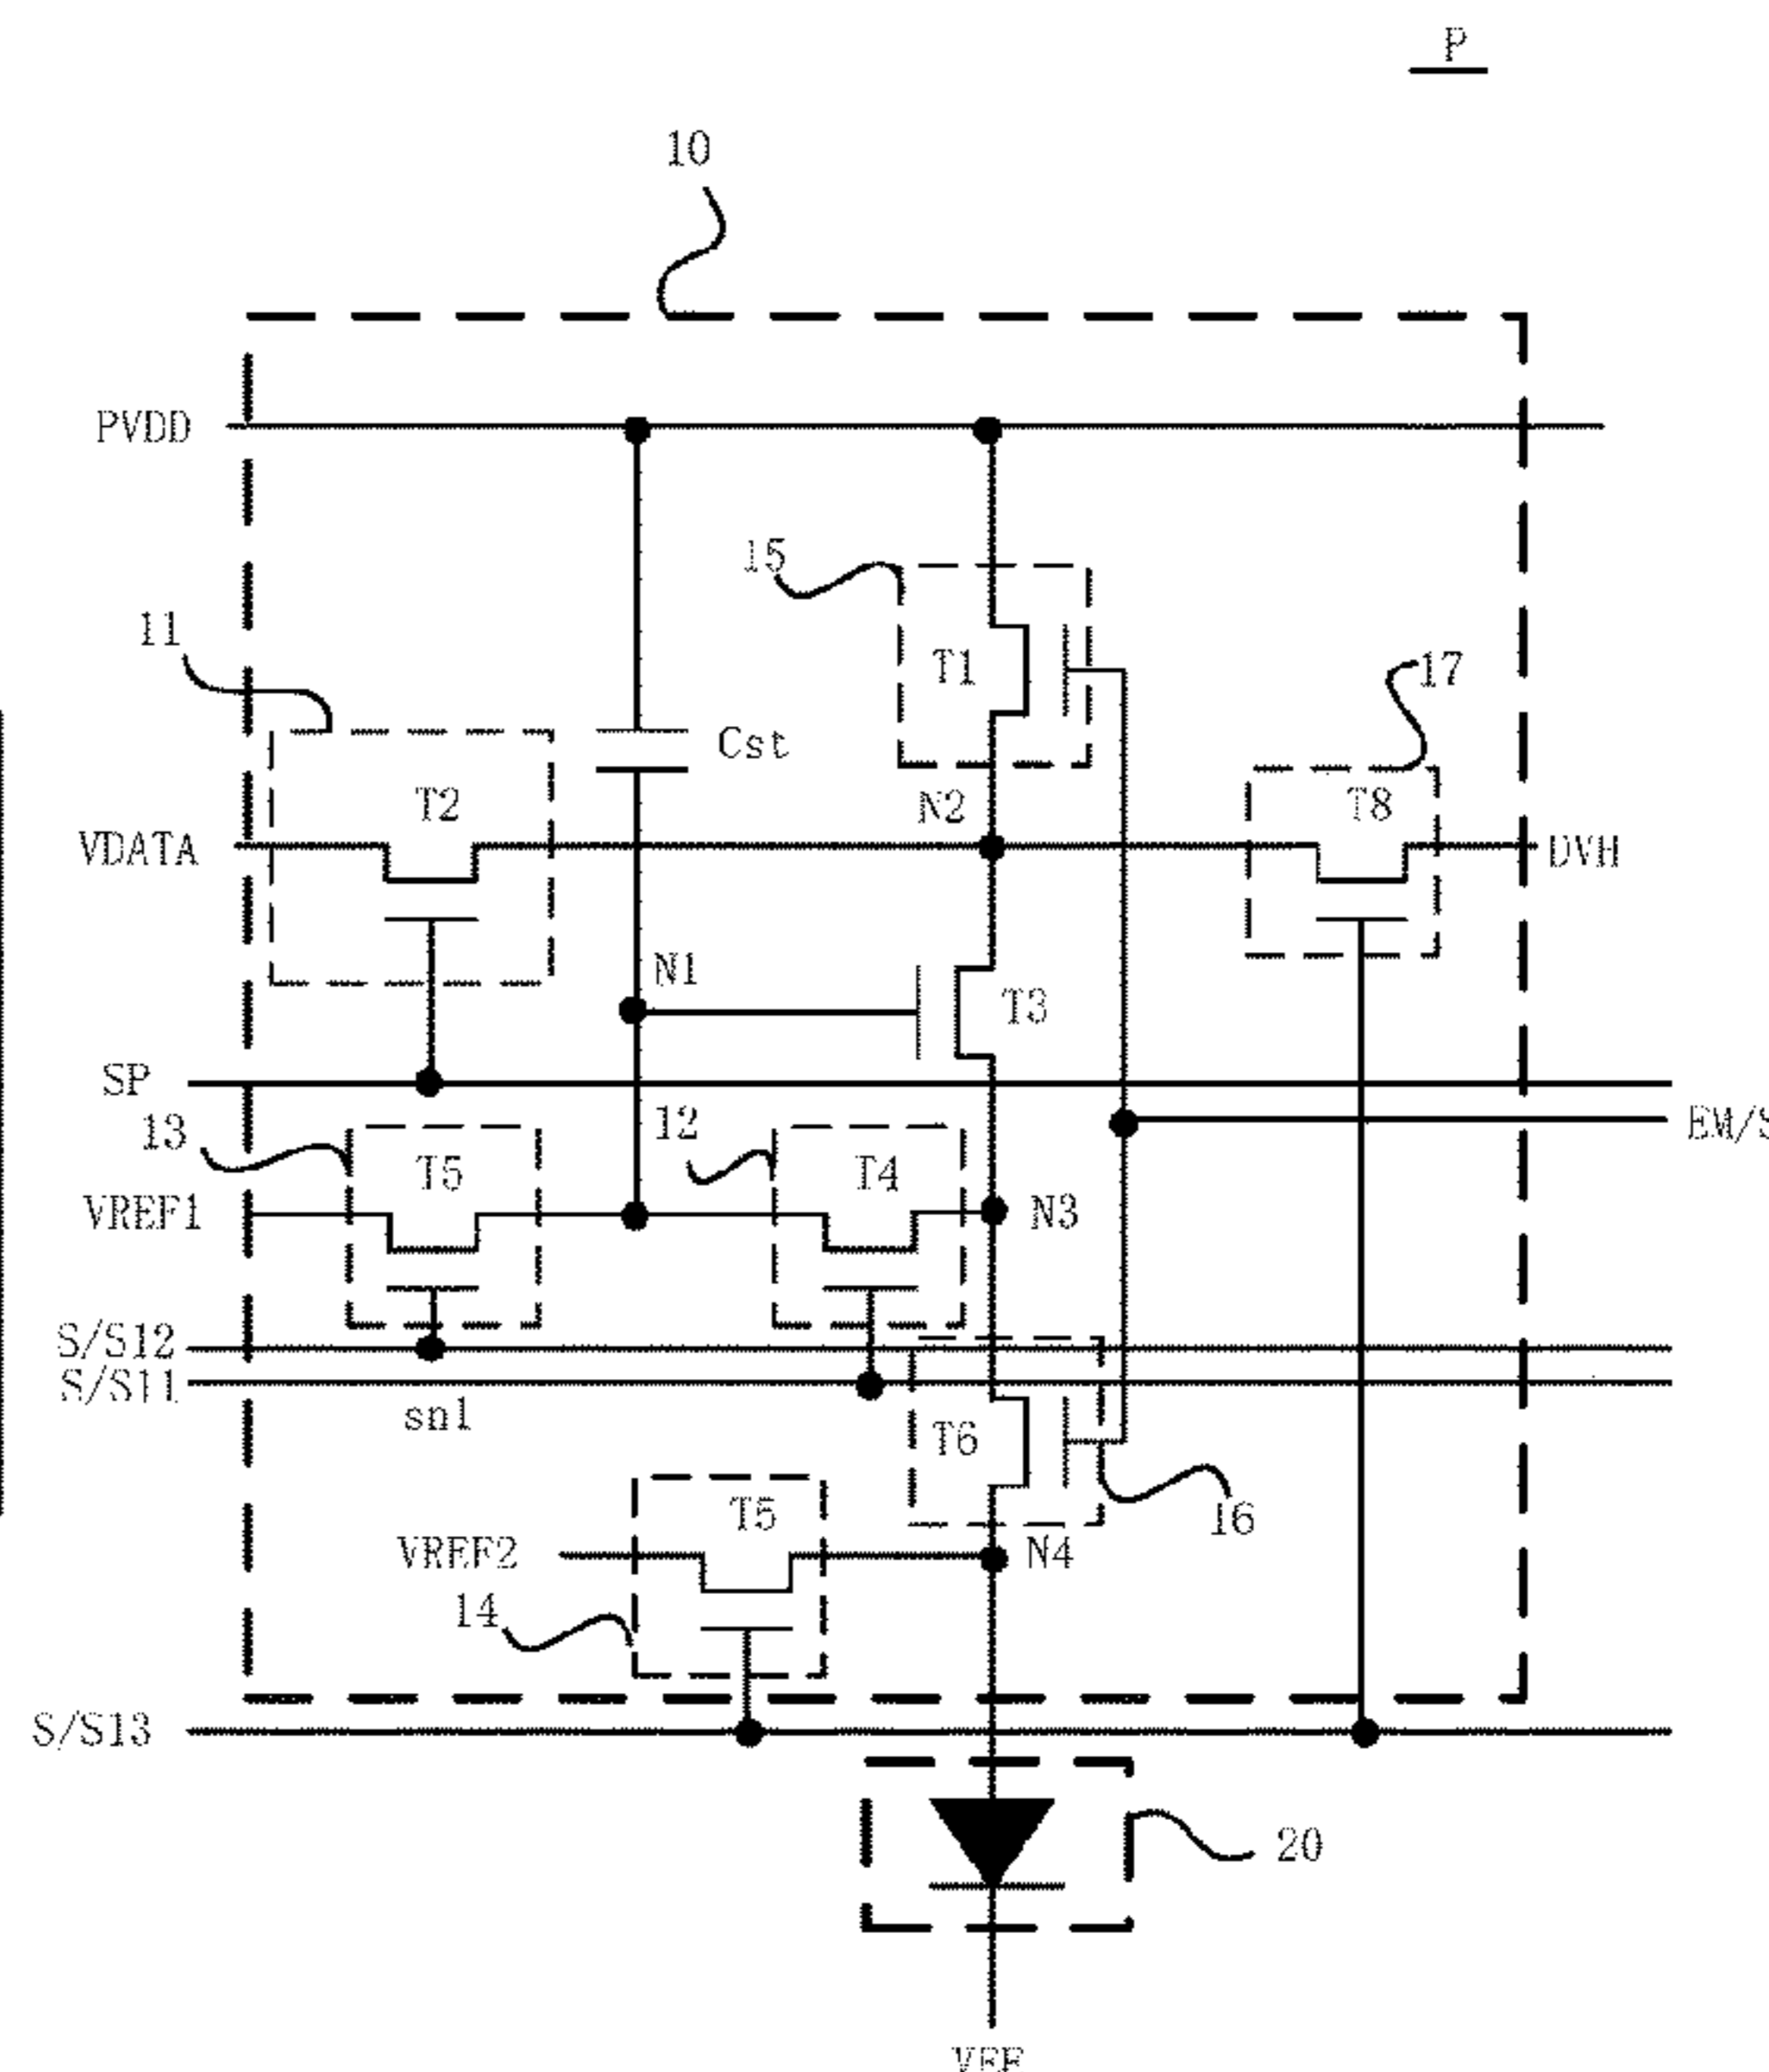 P
10
PVDD
15
11
T1
17
Cst
T2
N2
T8
VDATA
DVH
N1
T3
SP
13
12
EM/S
T5
T4
VREF1
N3
S/S12
S/S11
sn1
T6
16
T5
VREF2
N4
14
S/S13
20